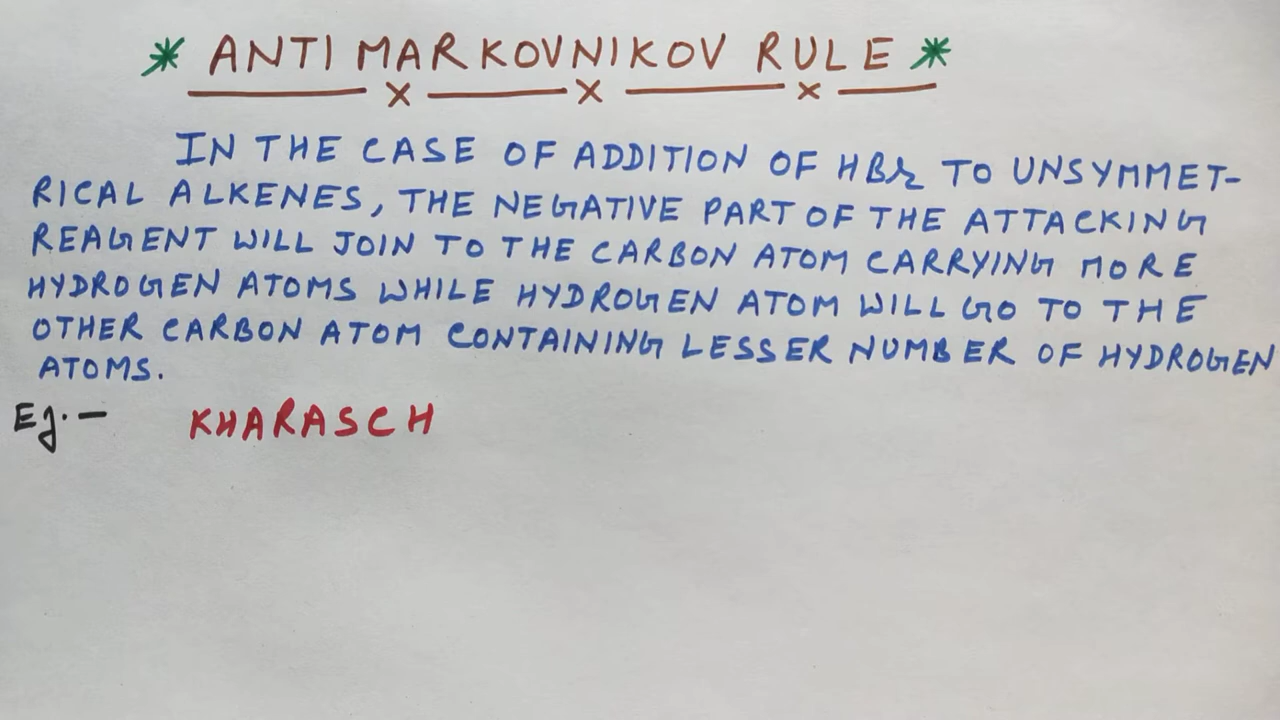 * ANTI MARKOVNIKOV RULE *
IN THE CASE OF ADDITION OF HBr TO UNSYMMET-
RICAL ALKENES, THE NEGATIVE PART OF THE ATTACKING
REAGENT WILL JOIN TO THE CARBON ATOM CARRYING MORE
HYDROGEN ATOMS WHILE HYDROGEN ATOM WILL GO TO THE
OTHER CARBON ATOM CONTAINING LESSER NUMBER OF HYDROGEN
ATOMS.
Eg.- KHARASCH